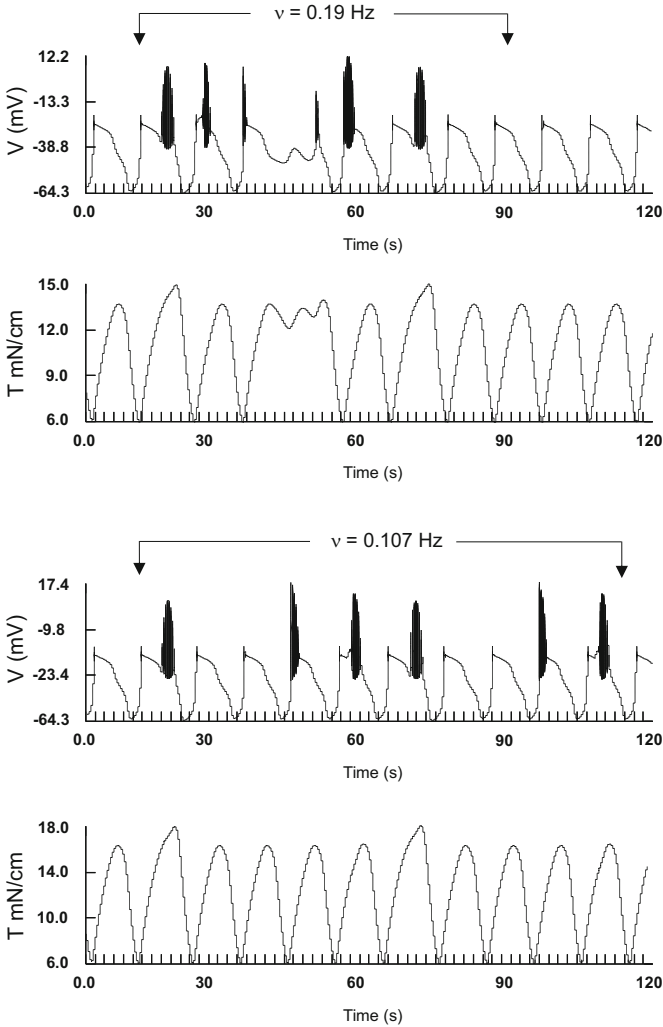 ν = 0.19 Hz
V (mV)
12.2
-13.3
-38.8
-64.3
0.0 30 60 90 120
Time (s)
T mN/cm
15.0
12.0
9.0
6.0
0.0 30 60 90 120
Time (s)
ν = 0.107 Hz
V (mV)
17.4
-9.8
-23.4
-64.3
0.0 30 60 90 120
Time (s)
T mN/cm
18.0
14.0
10.0
6.0
0.0 30 60 90 120
Time (s)